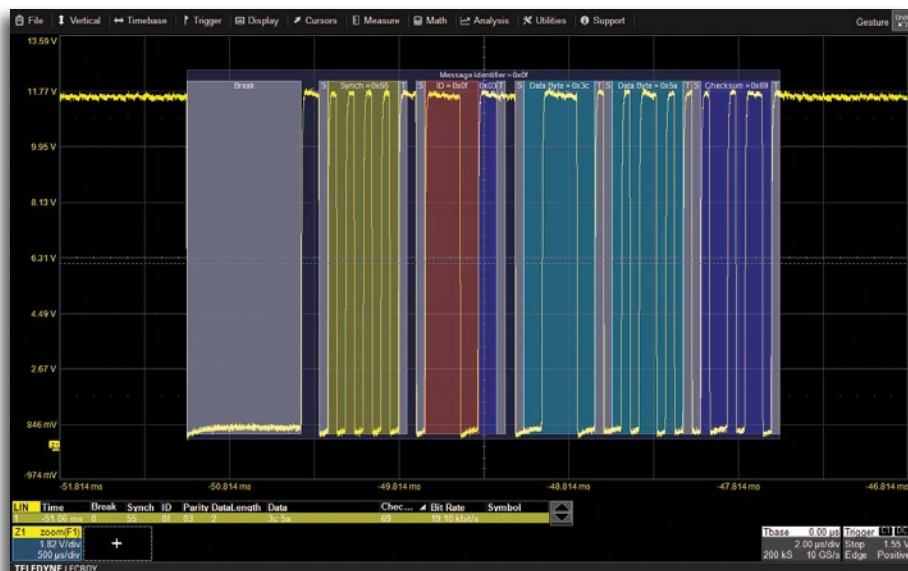 File Vertical Timebase Trigger Display Cursors Measure Math Analysis Utilities Support Gesture Undo
13.59 V
Message Identifier = 0x0f
Break S Synch = 0x55 T S ID = 0x0f 0x03 T S Data Byte = 0x3c T S Data Byte = 0x5a T S Checksum = 0x69 T
11.77 V
9.95 V
8.13 V
6.31 V
4.49 V
2.67 V
846 mV
Z1
-974 mV
-51.814 ms -50.814 ms -49.814 ms -48.814 ms -47.814 ms -46.814 ms
LIN Time Break Synch ID Parity DataLength Data Chec... Bit Rate Symbol
1 -51.06 ms 0 55 0f 03 2 3c 5a 69 19.10 kbit/s
Z1 zoom(F1)
1.82 V/div
500 µs/div
+
Tbase 0.00 µs Trigger C1 DC
2.00 µs/div Stop 1.55 V
200 kS 10 GS/s Edge Positive
TELEDYNE LECROY